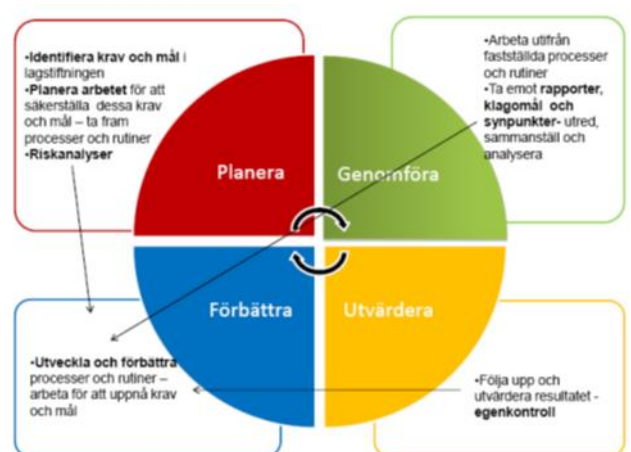 •Identifiera krav och mål i
lagstiftningen
•Planera arbetet för att
säkerställa dessa krav
och mål – ta fram
processer och rutiner
•Riskanalyser
•Arbeta utifrån
fastställda processer
och rutiner
•Ta emot rapporter,
klagomål och
synpunkter- utred,
sammanställ och
analysera
Planera
Genomföra
Förbättra
Utvärdera
•Utveckla och förbättra
processer och rutiner –
arbeta för att uppnå krav
och mål
•Följa upp och
utvärdera resultatet -
egenkontroll